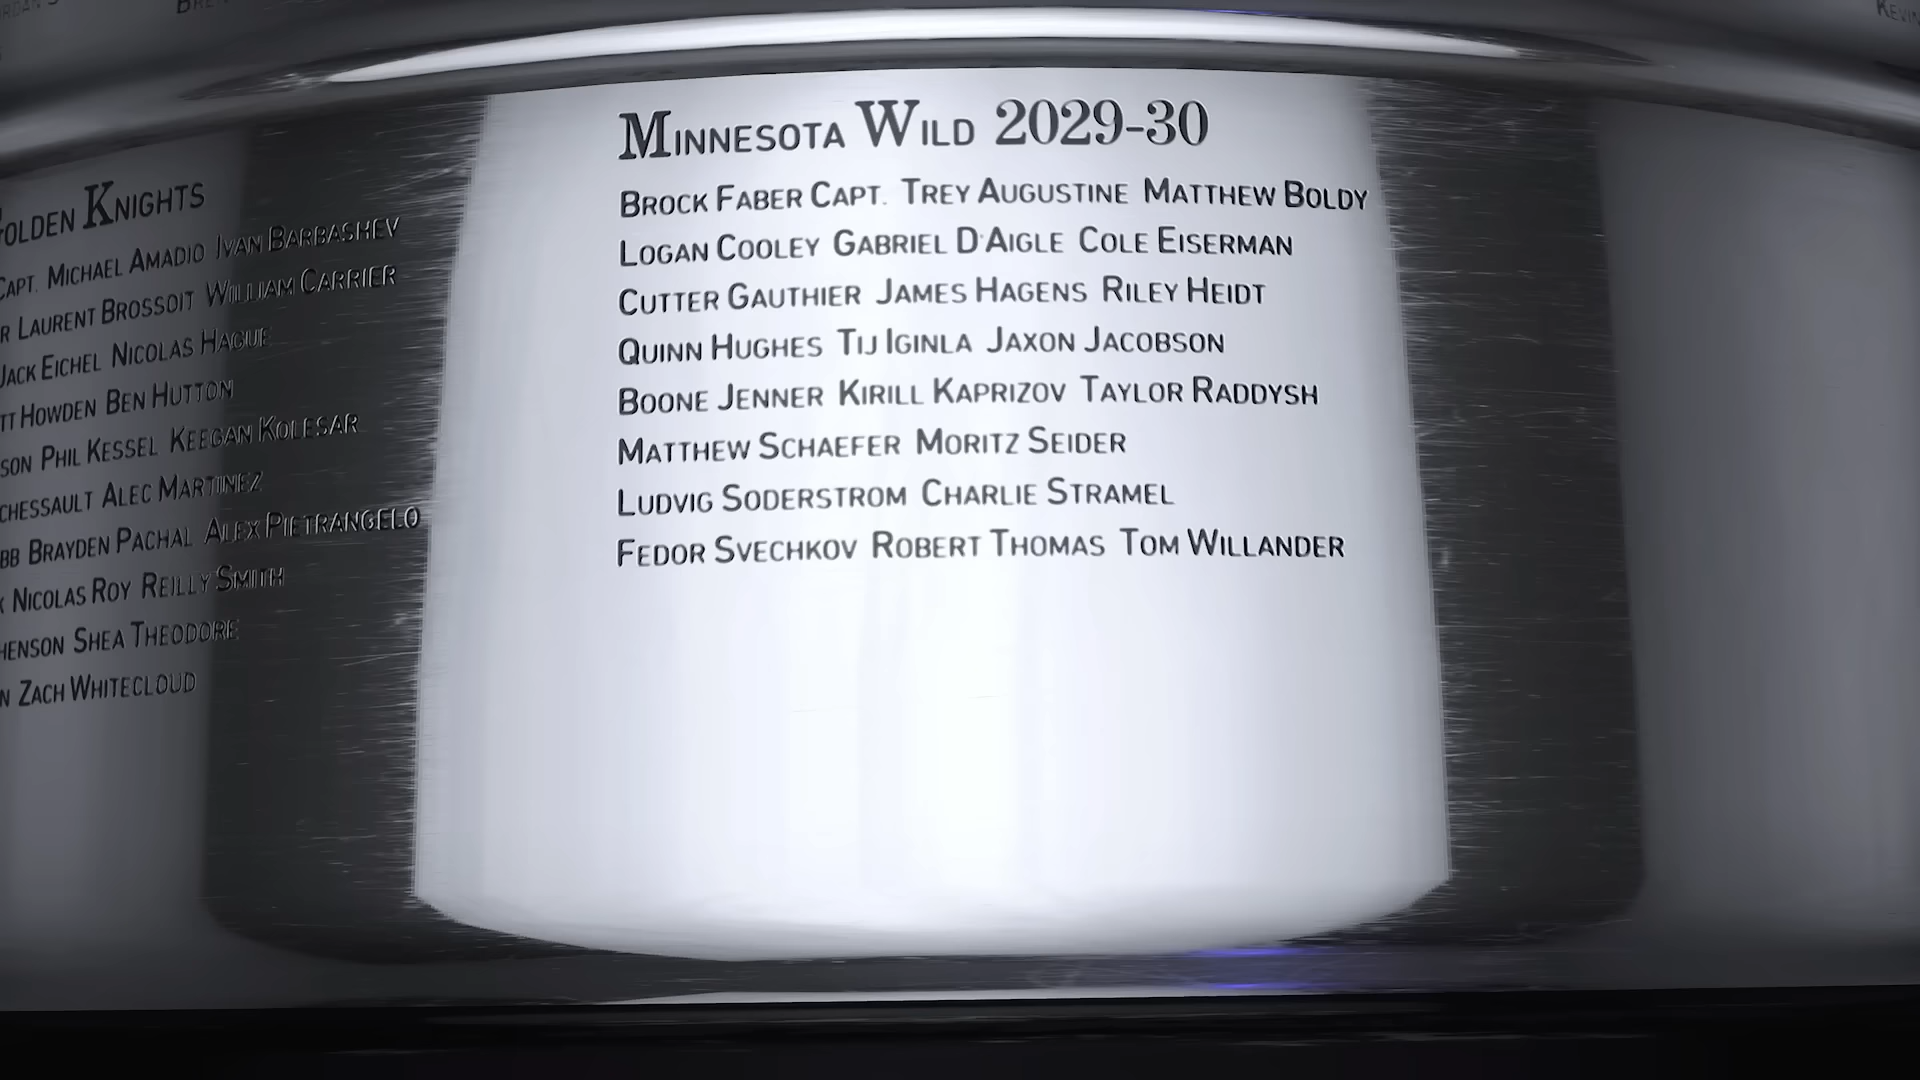 Golden Knights
Capt. Michael Amadio Ivan Barbashev
Laurent Brossoit William Carrier
Jack Eichel Nicolas Hague
Howden Ben Hutton
Phil Kessel Keegan Kolesar
Alec Martinez
Brayden Pachal Alex Pietrangelo
Nicolas Roy Reilly Smith
Shea Theodore
Zach Whitecloud
Minnesota Wild 2029-30
Brock Faber Capt. Trey Augustine Matthew Boldy
Logan Cooley Gabriel D'Aigle Cole Eiserman
Cutter Gauthier James Hagens Riley Heidt
Quinn Hughes Tij Iginla Jaxon Jacobson
Boone Jenner Kirill Kaprizov Taylor Raddysh
Matthew Schaefer Moritz Seider
Ludvig Soderstrom Charlie Stramel
Fedor Svechkov Robert Thomas Tom Willander